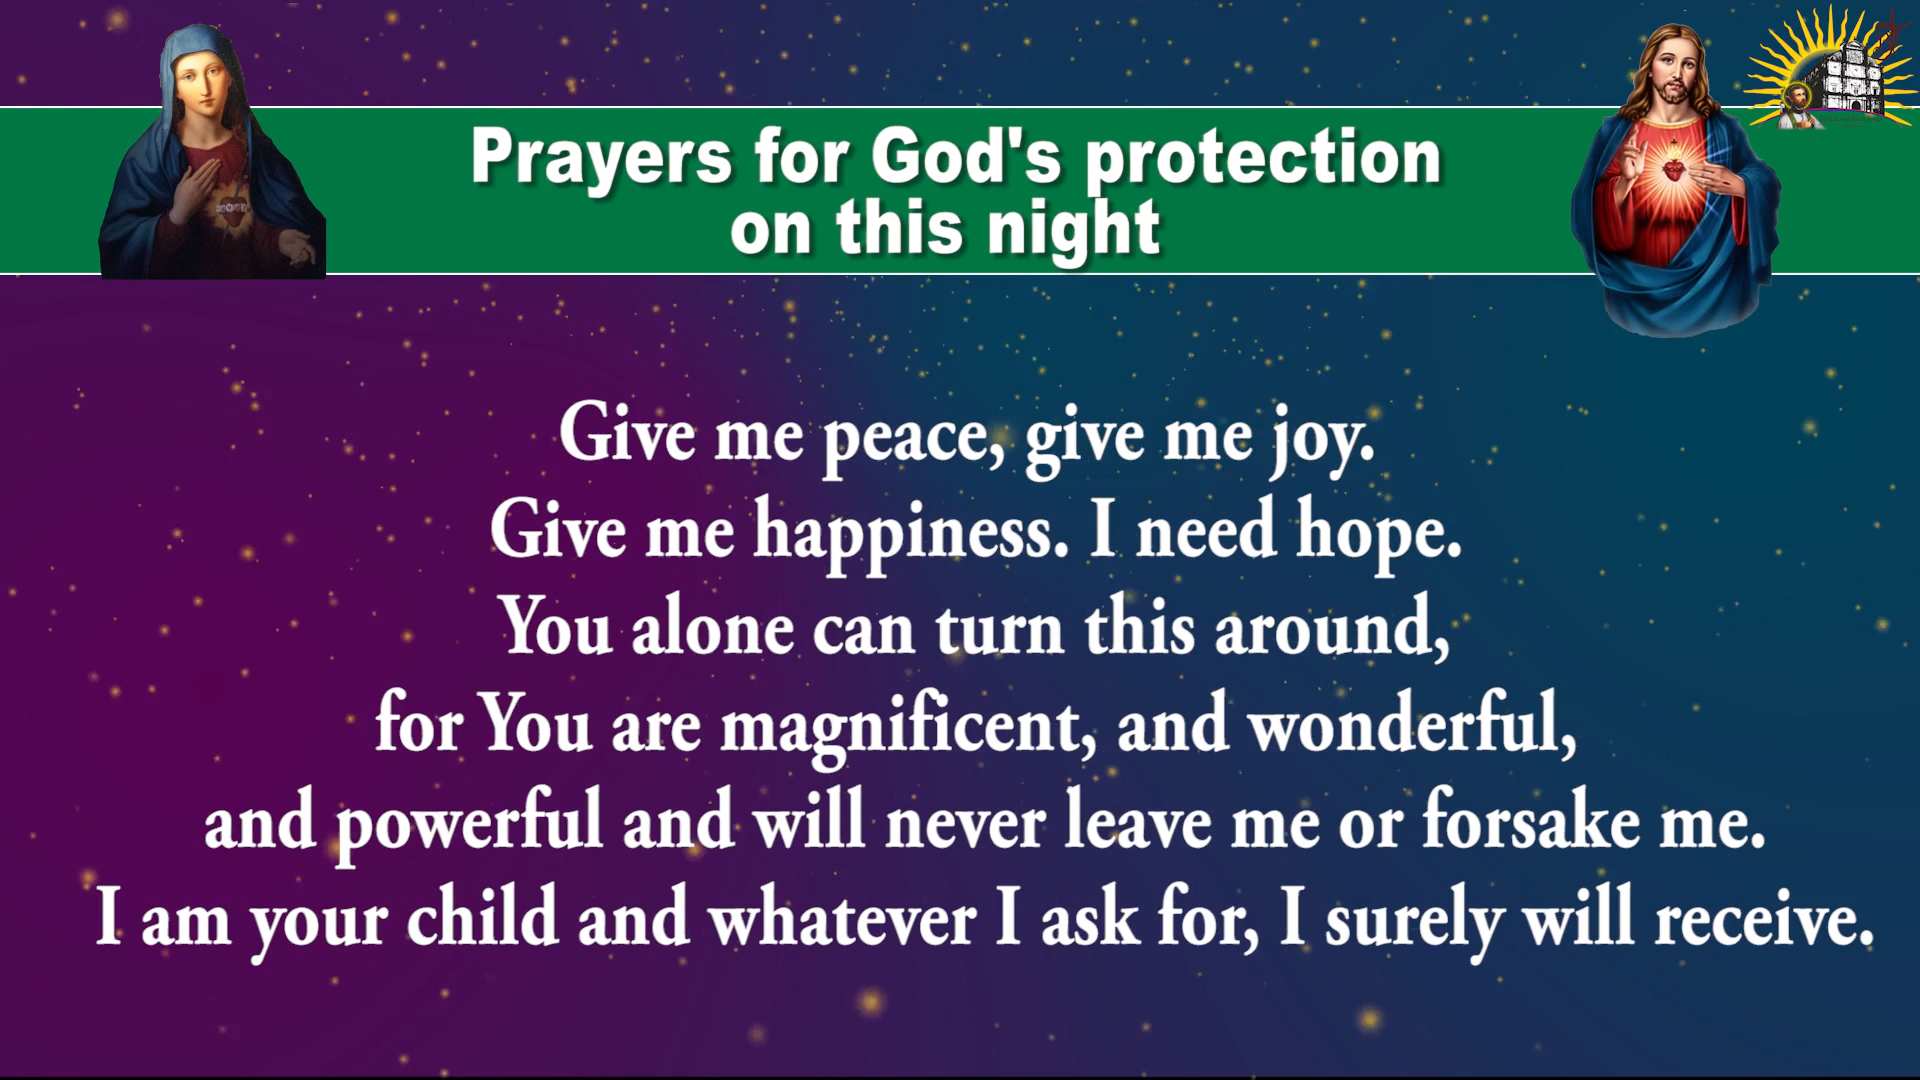 Prayers for God's protection
on this night
Give me peace, give me joy.
Give me happiness. I need hope.
You alone can turn this around,
for You are magnificent, and wonderful,
and powerful and will never leave me or forsake me.
I am your child and whatever I ask for, I surely will receive.